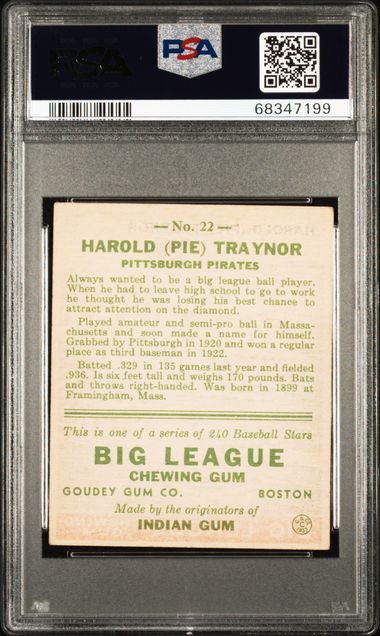 PSA
PSA
68347199
— No. 22 —
HAROLD (PIE) TRAYNOR
PITTSBURGH PIRATES
Always wanted to be a big league ball player.
When he had to leave high school to go to work
he thought he was losing his best chance to
attract attention on the diamond.
Played amateur and semi-pro ball in Massa-
chusetts and soon made a name for himself.
Grabbed by Pittsburgh in 1920 and won a regular
place as third baseman in 1922.
Batted .329 in 135 games last year and fielded
.936. Is six feet tall and weighs 170 pounds. Bats
and throws right-handed. Was born in 1899 at
Framingham, Mass.
This is one of a series of 240 Baseball Stars
BIG LEAGUE
CHEWING GUM
GOUDEY GUM CO. BOSTON
Made by the originators of
INDIAN GUM